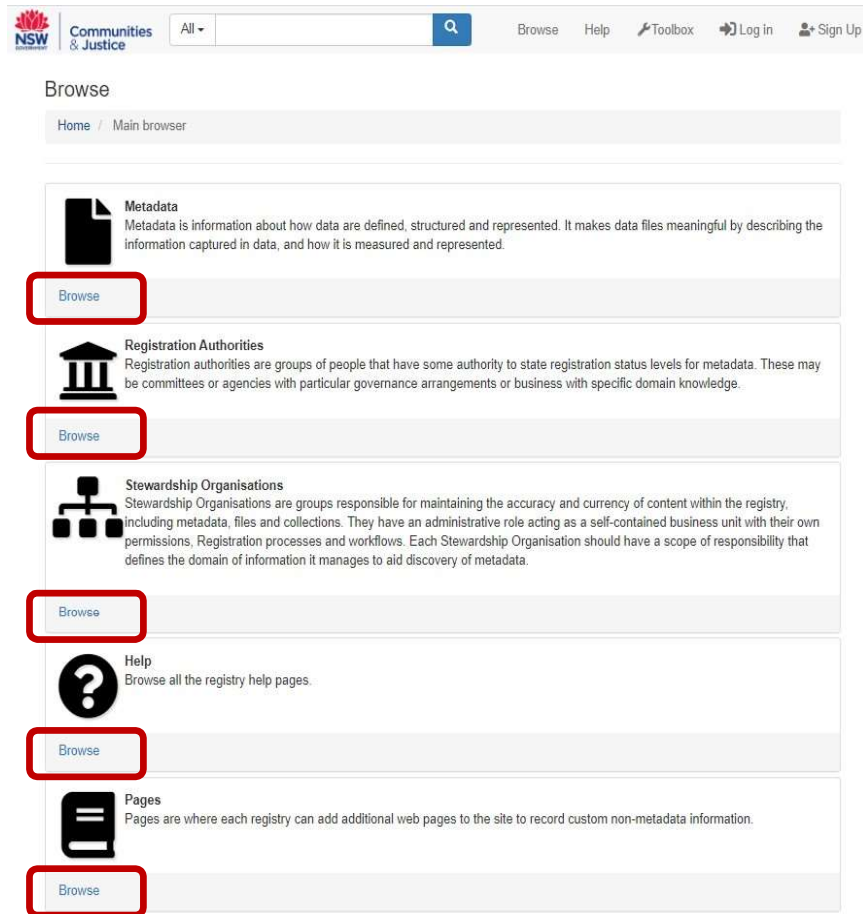 NSW
GOVERNMENT
Communities
& Justice
All
Browse
Help
Toolbox
Log in
Sign Up
Browse
Home / Main browser
Metadata
Metadata is information about how data are defined, structured and represented. It makes data files meaningful by describing the
information captured in data, and how it is measured and represented.
Browse
Registration Authorities
Registration authorities are groups of people that have some authority to state registration status levels for metadata. These may
be committees or agencies with particular governance arrangements or business with specific domain knowledge.
Browse
Stewardship Organisations
Stewardship Organisations are groups responsible for maintaining the accuracy and currency of content within the registry,
including metadata, files and collections. They have an administrative role acting as a self-contained business unit with their own
permissions, Registration processes and workflows. Each Stewardship Organisation should have a scope of responsibility that
defines the domain of information it manages to aid discovery of metadata.
Browse
Help
Browse all the registry help pages.
Browse
Pages
Pages are where each registry can add additional web pages to the site to record custom non-metadata information.
Browse